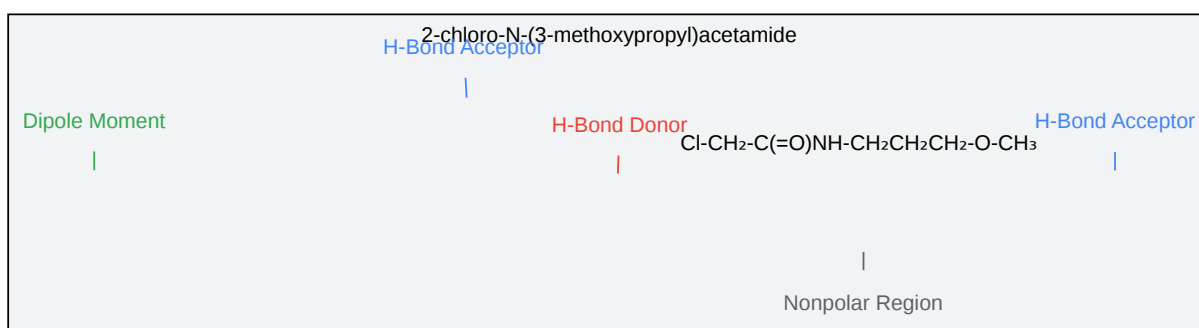 2-chloro-N-(3-methoxypropyl)acetamide
H-Bond Acceptor
Dipole Moment
H-Bond Donor
H-Bond Acceptor
Cl-CH₂-C(=O)NH-CH₂CH₂CH₂-O-CH₃
Nonpolar Region